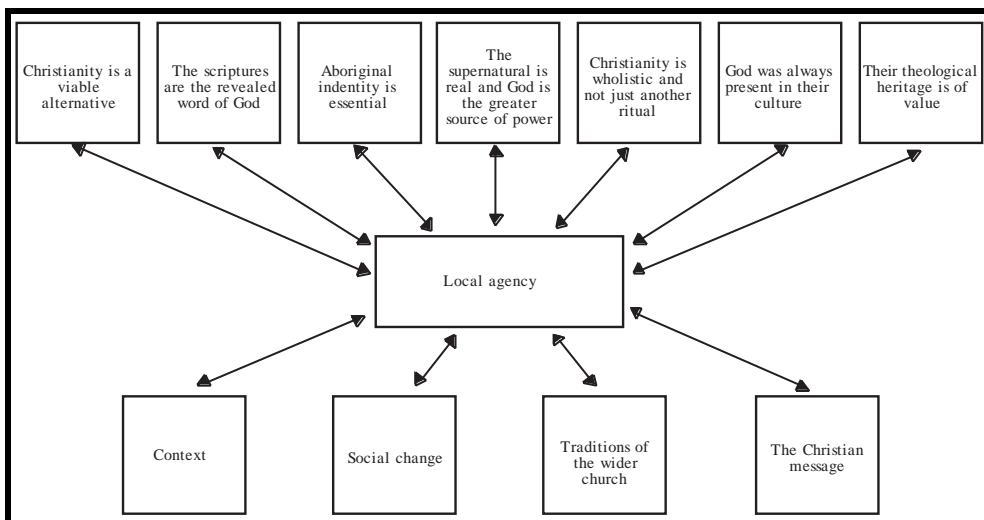 Christianity is a
viable
alternative
The scriptures
are the revealed
word of God
Aboriginal
indentity is
essential
The
supernatural is
real and God is
the greater
source of power
Christianity is
wholistic and
not just another
ritual
God was always
present in their
culture
Their theological
heritage is of
value
Local agency
Context
Social change
Traditions of
the wider
church
The Christian
message